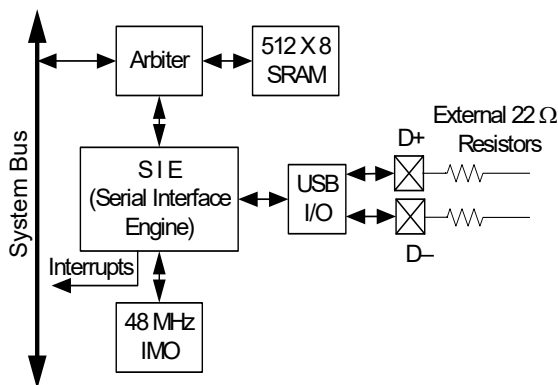 System Bus
Arbiter
512 X 8
SRAM
S I E
(Serial Interface
Engine)
Interrupts
48 MHz
IMO
USB
I/O
D+
D–
External 22 Ω
Resistors